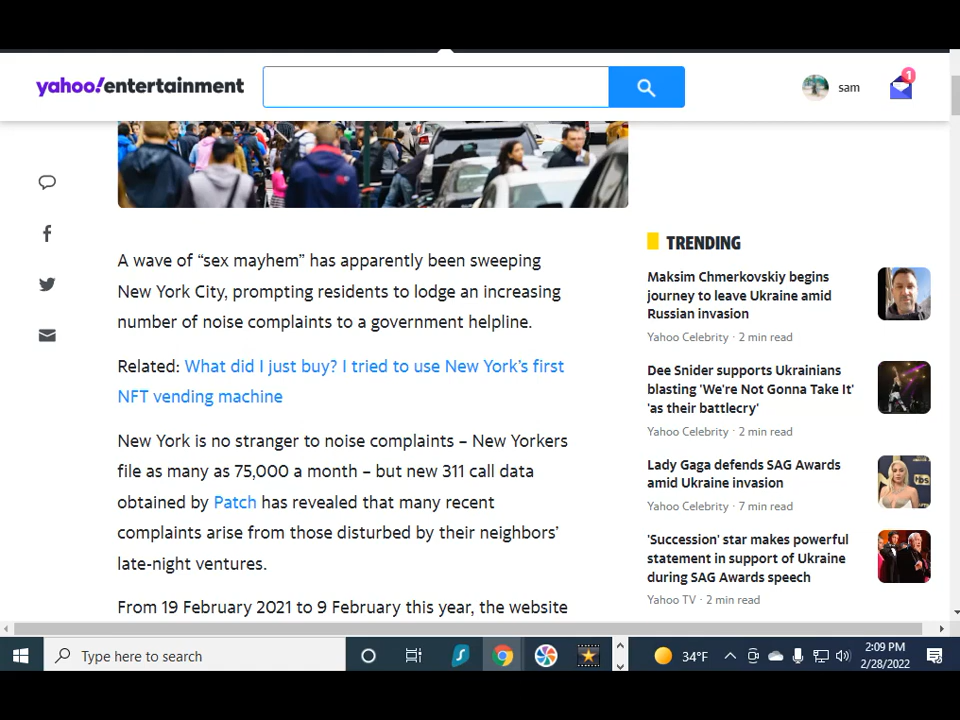 yahoo!entertainment
sam
1
A wave of “sex mayhem” has apparently been sweeping
New York City, prompting residents to lodge an increasing
number of noise complaints to a government helpline.
Related: What did I just buy? I tried to use New York’s first
NFT vending machine
New York is no stranger to noise complaints – New Yorkers
file as many as 75,000 a month – but new 311 call data
obtained by Patch has revealed that many recent
complaints arise from those disturbed by their neighbors’
late-night ventures.
From 19 February 2021 to 9 February this year, the website
TRENDING
Maksim Chmerkovskiy begins
journey to leave Ukraine amid
Russian invasion
Yahoo Celebrity · 2 min read
Dee Snider supports Ukrainians
blasting 'We're Not Gonna Take It'
'as their battlecry'
Yahoo Celebrity · 2 min read
Lady Gaga defends SAG Awards
amid Ukraine invasion
Yahoo Celebrity · 7 min read
'Succession' star makes powerful
statement in support of Ukraine
during SAG Awards speech
Yahoo TV · 2 min read
tbs
Type here to search
34°F
2:09 PM
2/28/2022